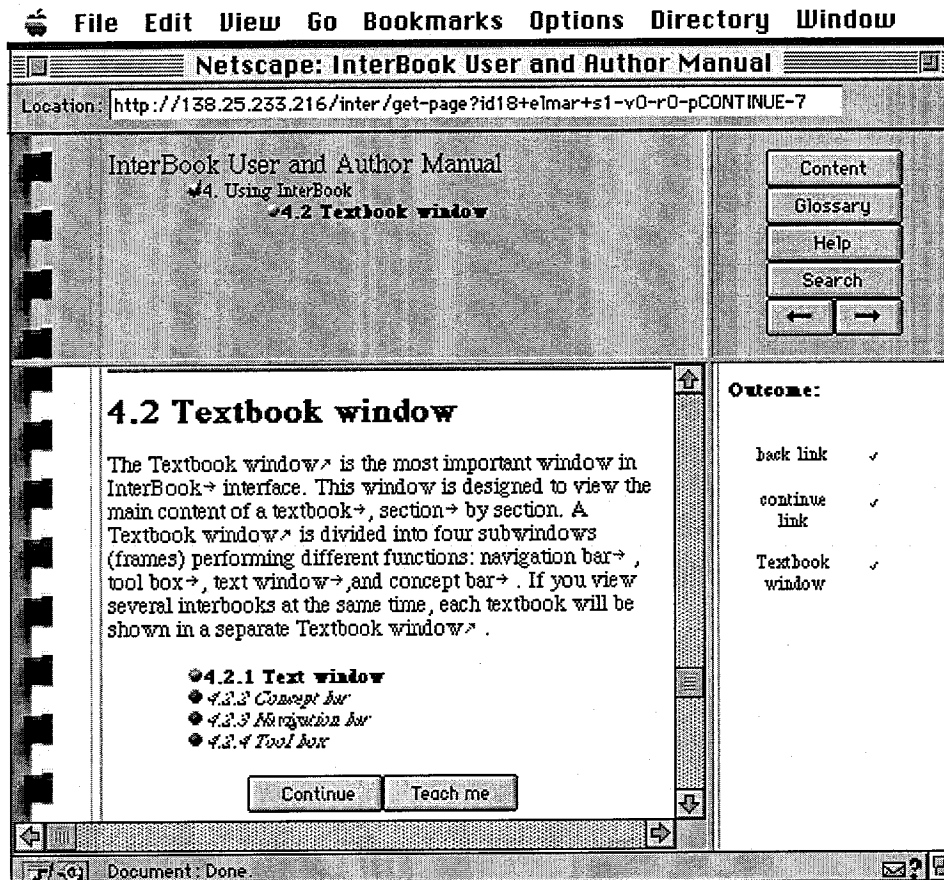 File Edit View Go Bookmarks Options Directory Window
Netscape: InterBook User and Author Manual
Location: http://138.25.233.216/inter/get-page?id18+elmar+s1-v0-r0-pCONTINUE-7
InterBook User and Author Manual
4. Using InterBook
4.2 Textbook window
Content
Glossary
Help
Search
← →
4.2 Textbook window
The Textbook window↗ is the most important window in
InterBook→ interface. This window is designed to view the
main content of a textbook→, section→ by section. A
Textbook window↗ is divided into four subwindows
(frames) performing different functions: navigation bar→ ,
tool box→, text window→,and concept bar→ . If you view
several interbooks at the same time, each textbook will be
shown in a separate Textbook window↗ .
4.2.1 Text window
4.2.2 Concept bar
4.2.3 Navigation bar
4.2.4 Tool box
Continue Teach me
Outcome:
back link ✓
continue ✓
link
Textbook ✓
window
Document : Done.
?